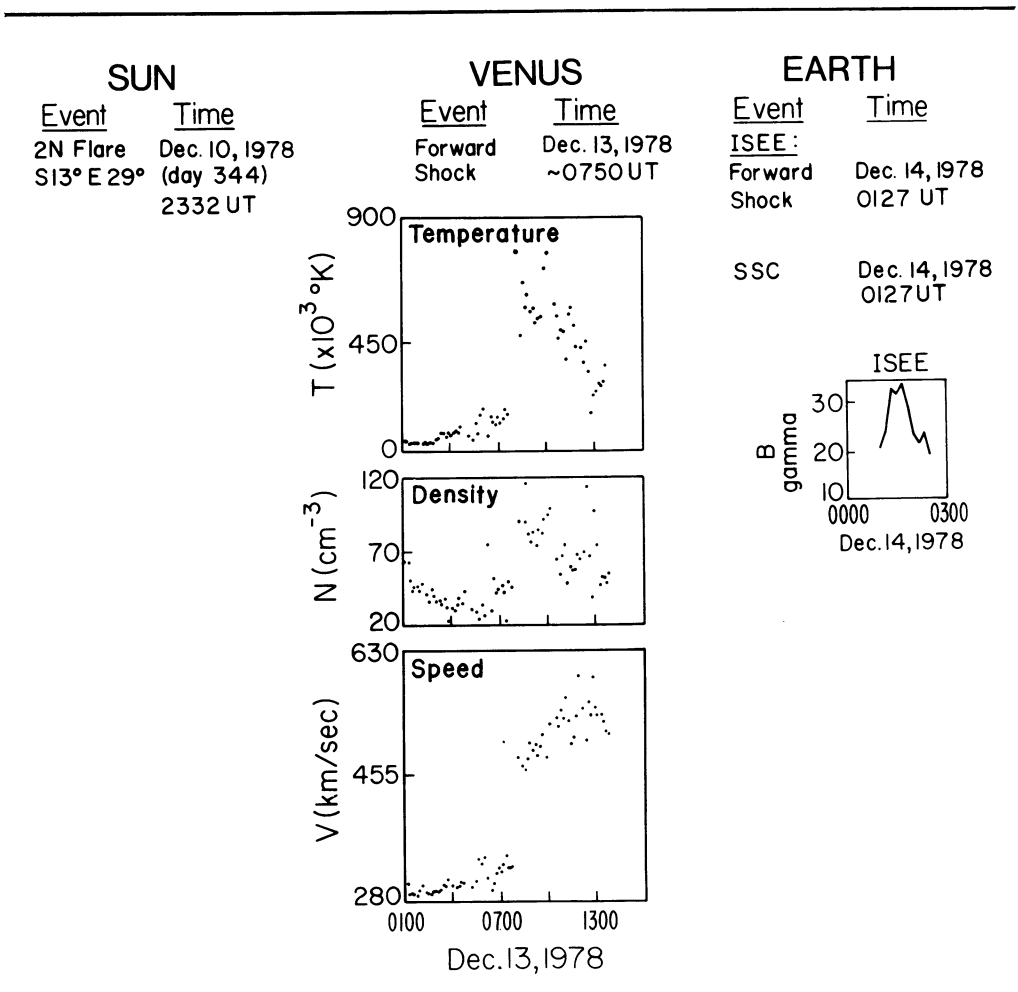 SUN
Event Time
2N Flare Dec. 10, 1978
S13° E 29° (day 344)
2332 UT
VENUS
Event Time
Forward Dec. 13, 1978
Shock ~0750 UT
EARTH
Event Time
ISEE:
Forward Dec. 14, 1978
Shock 0127 UT
SSC Dec. 14, 1978
0127 UT
Temperature
T (x10³ °K)
900
450
0
Density
N (cm⁻³)
120
70
20
Speed
V (km/sec)
630
455
280
0100 0700 1300
Dec. 13, 1978
ISEE
B
gamma
30
20
10
0000 0300
Dec. 14, 1978